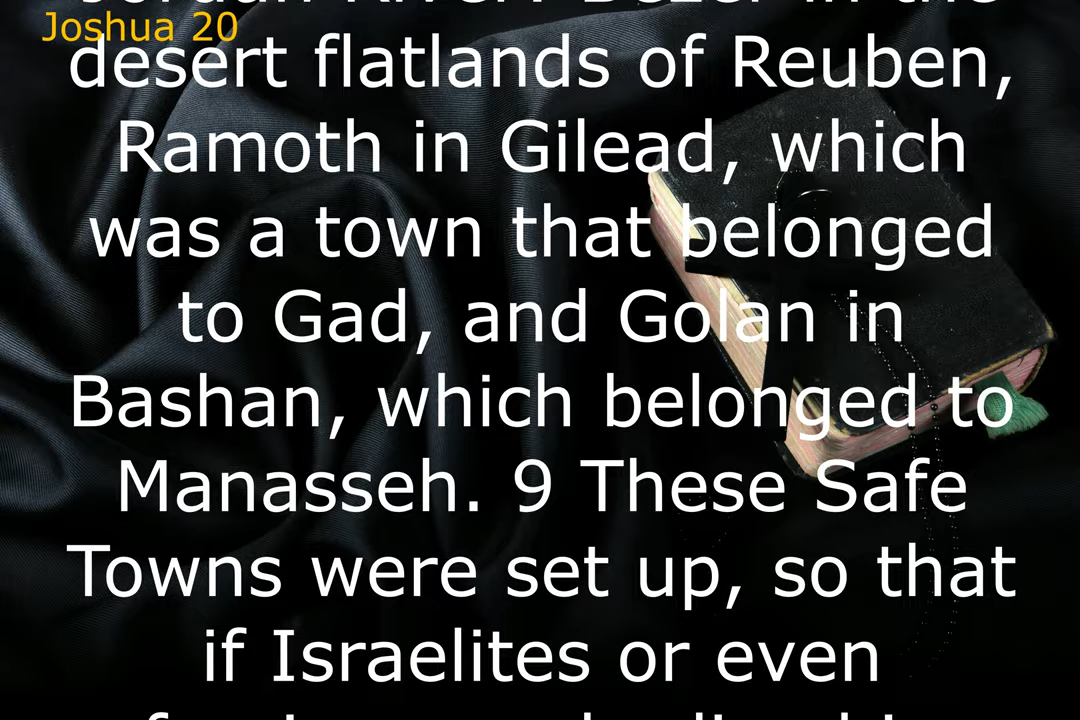 Joshua 20
desert flatlands of Reuben,
Ramoth in Gilead, which
was a town that belonged
to Gad, and Golan in
Bashan, which belonged to
Manasseh. 9 These Safe
Towns were set up, so that
if Israelites or even